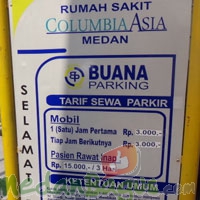 RUMAH SAKIT
COLUMBIA ASIA
MEDAN
BP BUANA
PARKING
TARIF SEWA PARKIR
Mobil
1 (Satu) Jam Pertama Rp. 3.000,-
Tiap Jam Berikutnya Rp. 3.000,-
Pasien Rawat Inap
Rp. 15.000,- / 3 Hari
KETENTUAN UMUM
SELAMAT